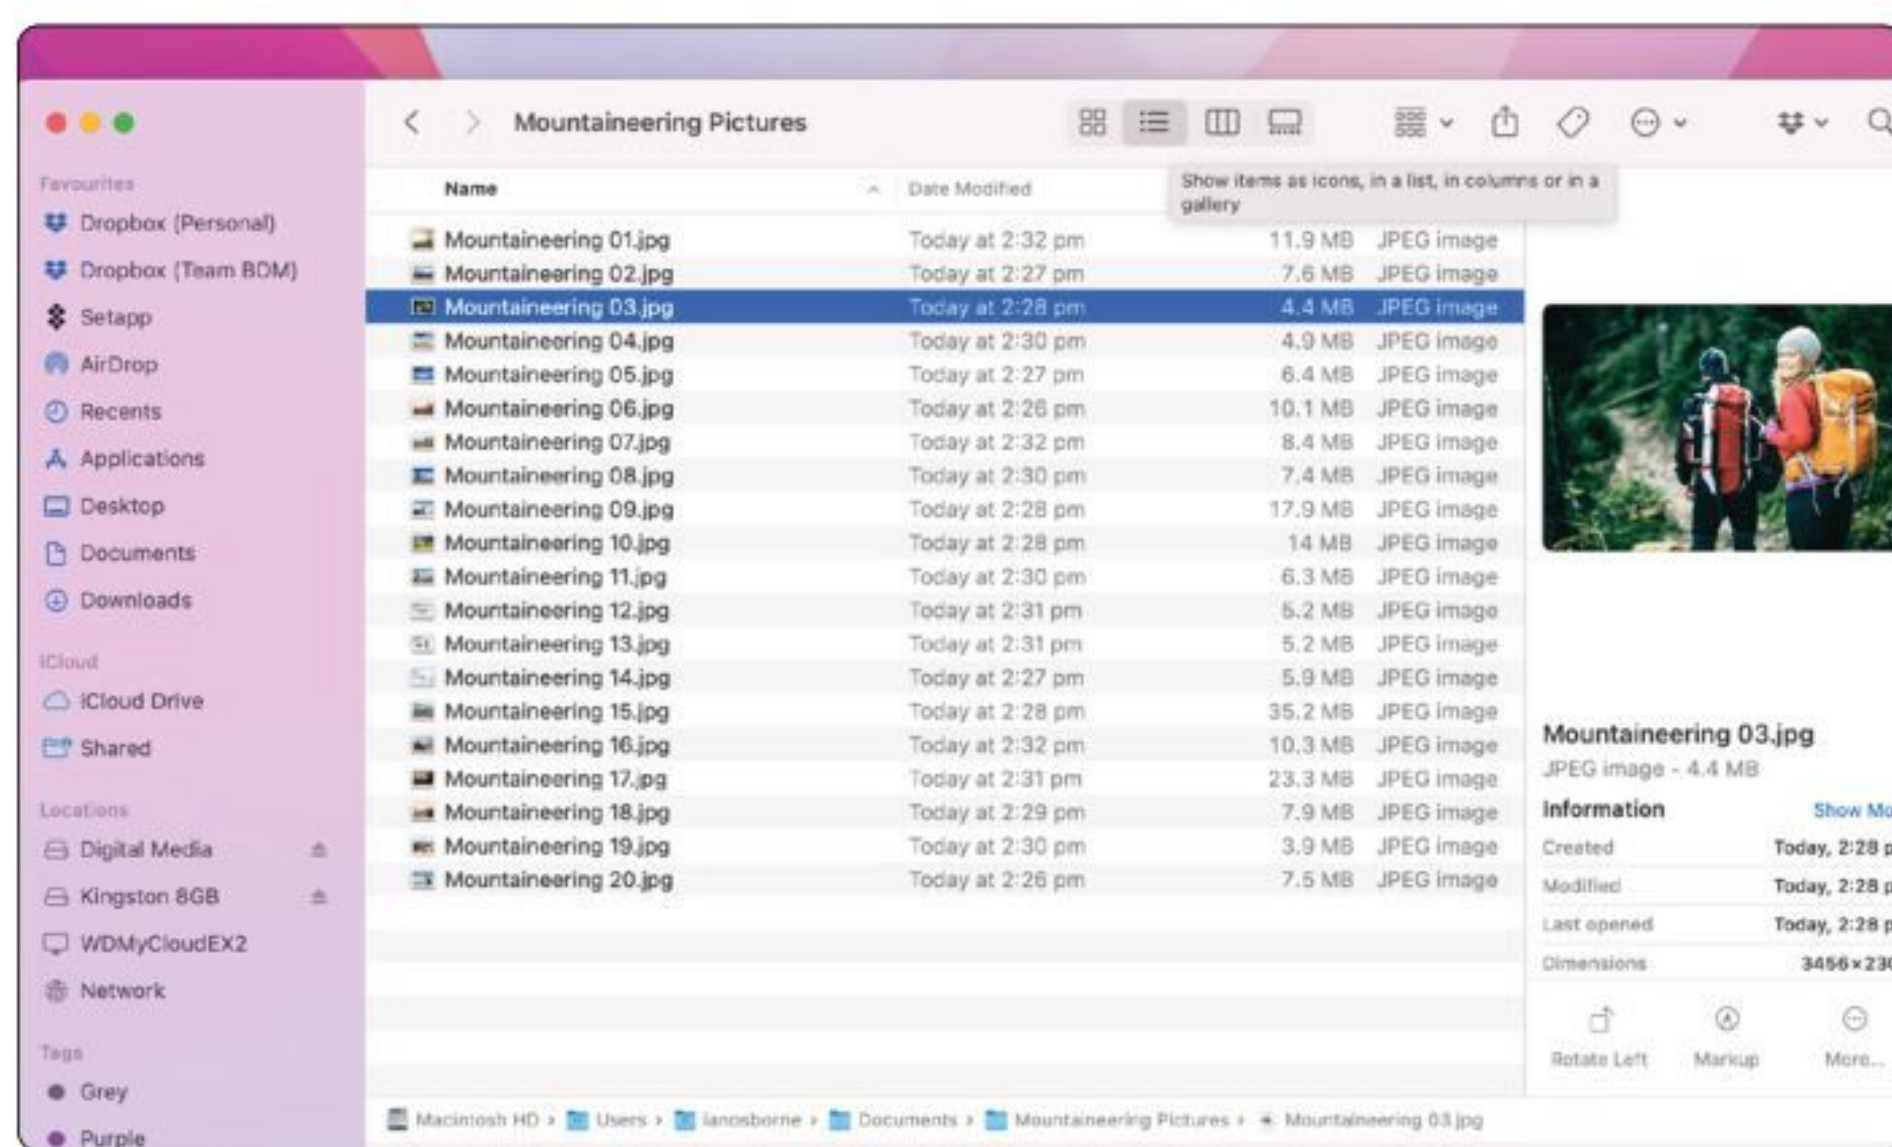 Mountaineering Pictures
Favourites
Dropbox (Personal)
Dropbox (Team BDM)
Setapp
AirDrop
Recents
Applications
Desktop
Documents
Downloads
iCloud
iCloud Drive
Shared
Locations
Digital Media
Kingston 8GB
WDMyCloudEX2
Network
Tags
Grey
Purple
Name Date Modified
Show items as icons, in a list, in columns or in a
gallery
Mountaineering 01.jpg Today at 2:32 pm 11.9 MB JPEG image
Mountaineering 02.jpg Today at 2:27 pm 7.6 MB JPEG image
Mountaineering 03.jpg Today at 2:28 pm 4.4 MB JPEG image
Mountaineering 04.jpg Today at 2:30 pm 4.9 MB JPEG image
Mountaineering 05.jpg Today at 2:27 pm 6.4 MB JPEG image
Mountaineering 06.jpg Today at 2:26 pm 10.1 MB JPEG image
Mountaineering 07.jpg Today at 2:32 pm 8.4 MB JPEG image
Mountaineering 08.jpg Today at 2:30 pm 7.4 MB JPEG image
Mountaineering 09.jpg Today at 2:28 pm 17.9 MB JPEG image
Mountaineering 10.jpg Today at 2:28 pm 14 MB JPEG image
Mountaineering 11.jpg Today at 2:30 pm 6.3 MB JPEG image
Mountaineering 12.jpg Today at 2:31 pm 5.2 MB JPEG image
Mountaineering 13.jpg Today at 2:31 pm 5.2 MB JPEG image
Mountaineering 14.jpg Today at 2:27 pm 5.9 MB JPEG image
Mountaineering 15.jpg Today at 2:28 pm 35.2 MB JPEG image
Mountaineering 16.jpg Today at 2:32 pm 10.3 MB JPEG image
Mountaineering 17.jpg Today at 2:31 pm 23.3 MB JPEG image
Mountaineering 18.jpg Today at 2:29 pm 7.9 MB JPEG image
Mountaineering 19.jpg Today at 2:30 pm 3.9 MB JPEG image
Mountaineering 20.jpg Today at 2:26 pm 7.5 MB JPEG image
Mountaineering 03.jpg
JPEG image - 4.4 MB
Information Show Mo
Created Today, 2:28 p
Modified Today, 2:28 p
Last opened Today, 2:28 p
Dimensions 3456×230
Rotate Left Markup More...
Macintosh HD › Users › ianosborne › Documents › Mountaineering Pictures › Mountaineering 03.jpg